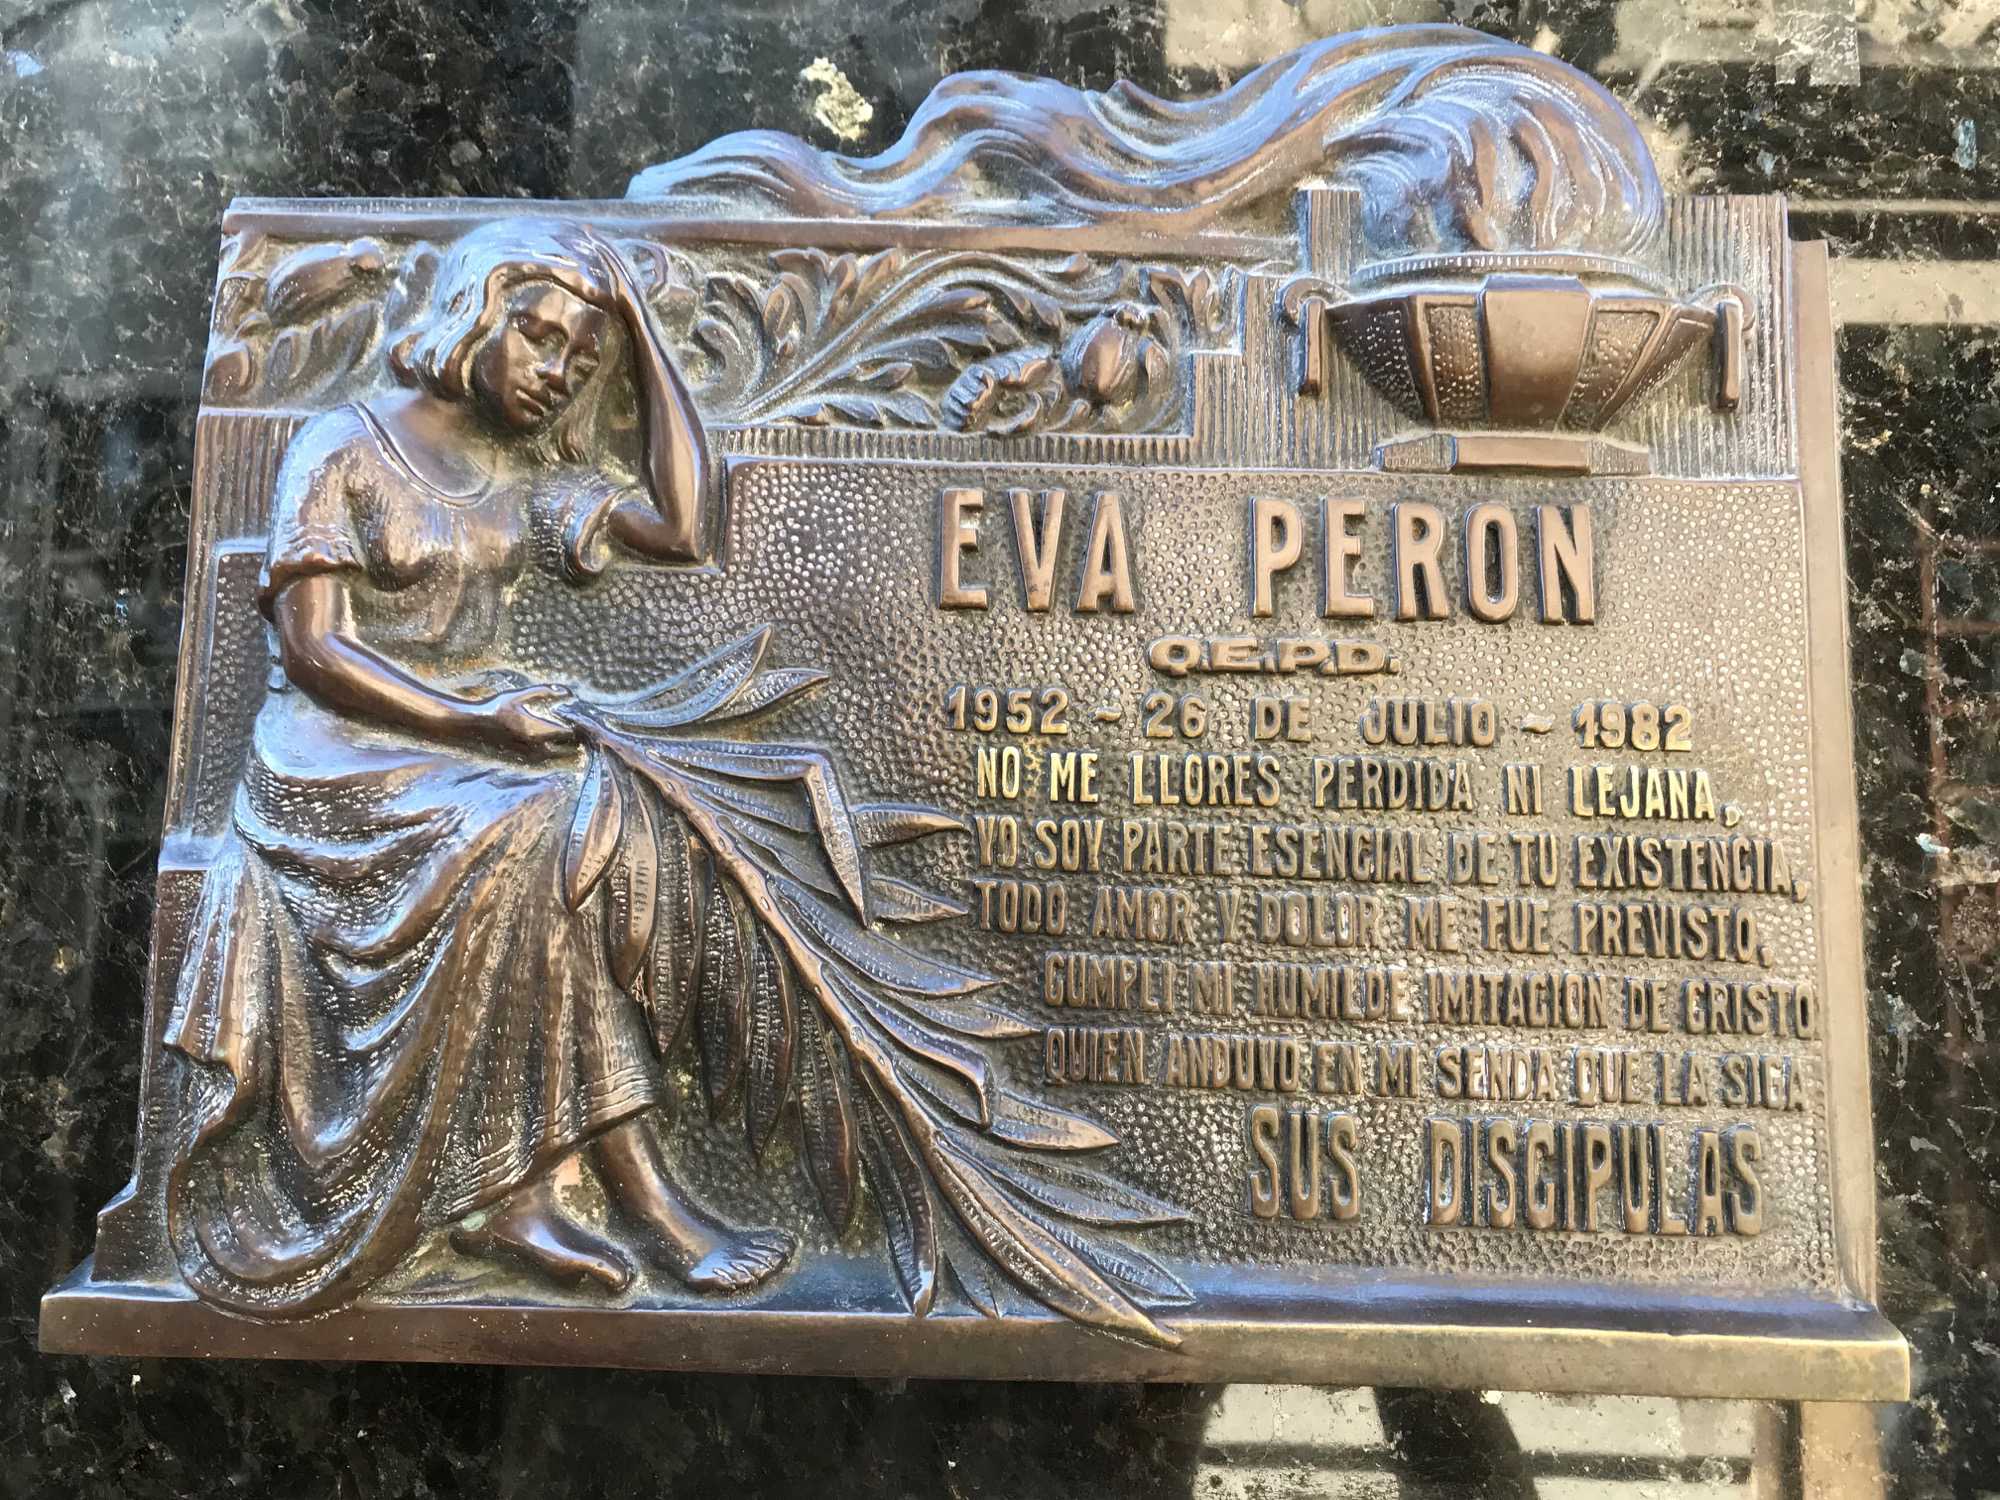 EVA PERON
Q.E.P.D.
1952 ~ 26 DE JULIO ~ 1982
NO ME LLORES PERDIDA NI LEJANA,
YO SOY PARTE ESENCIAL DE TU EXISTENCIA,
TODO AMOR Y DOLOR ME FUE PREVISTO,
CUMPLI MI HUMILDE IMITACION DE CRISTO
QUIEN ANDUVO EN MI SENDA QUE LA SIGA
SUS DISCIPULAS